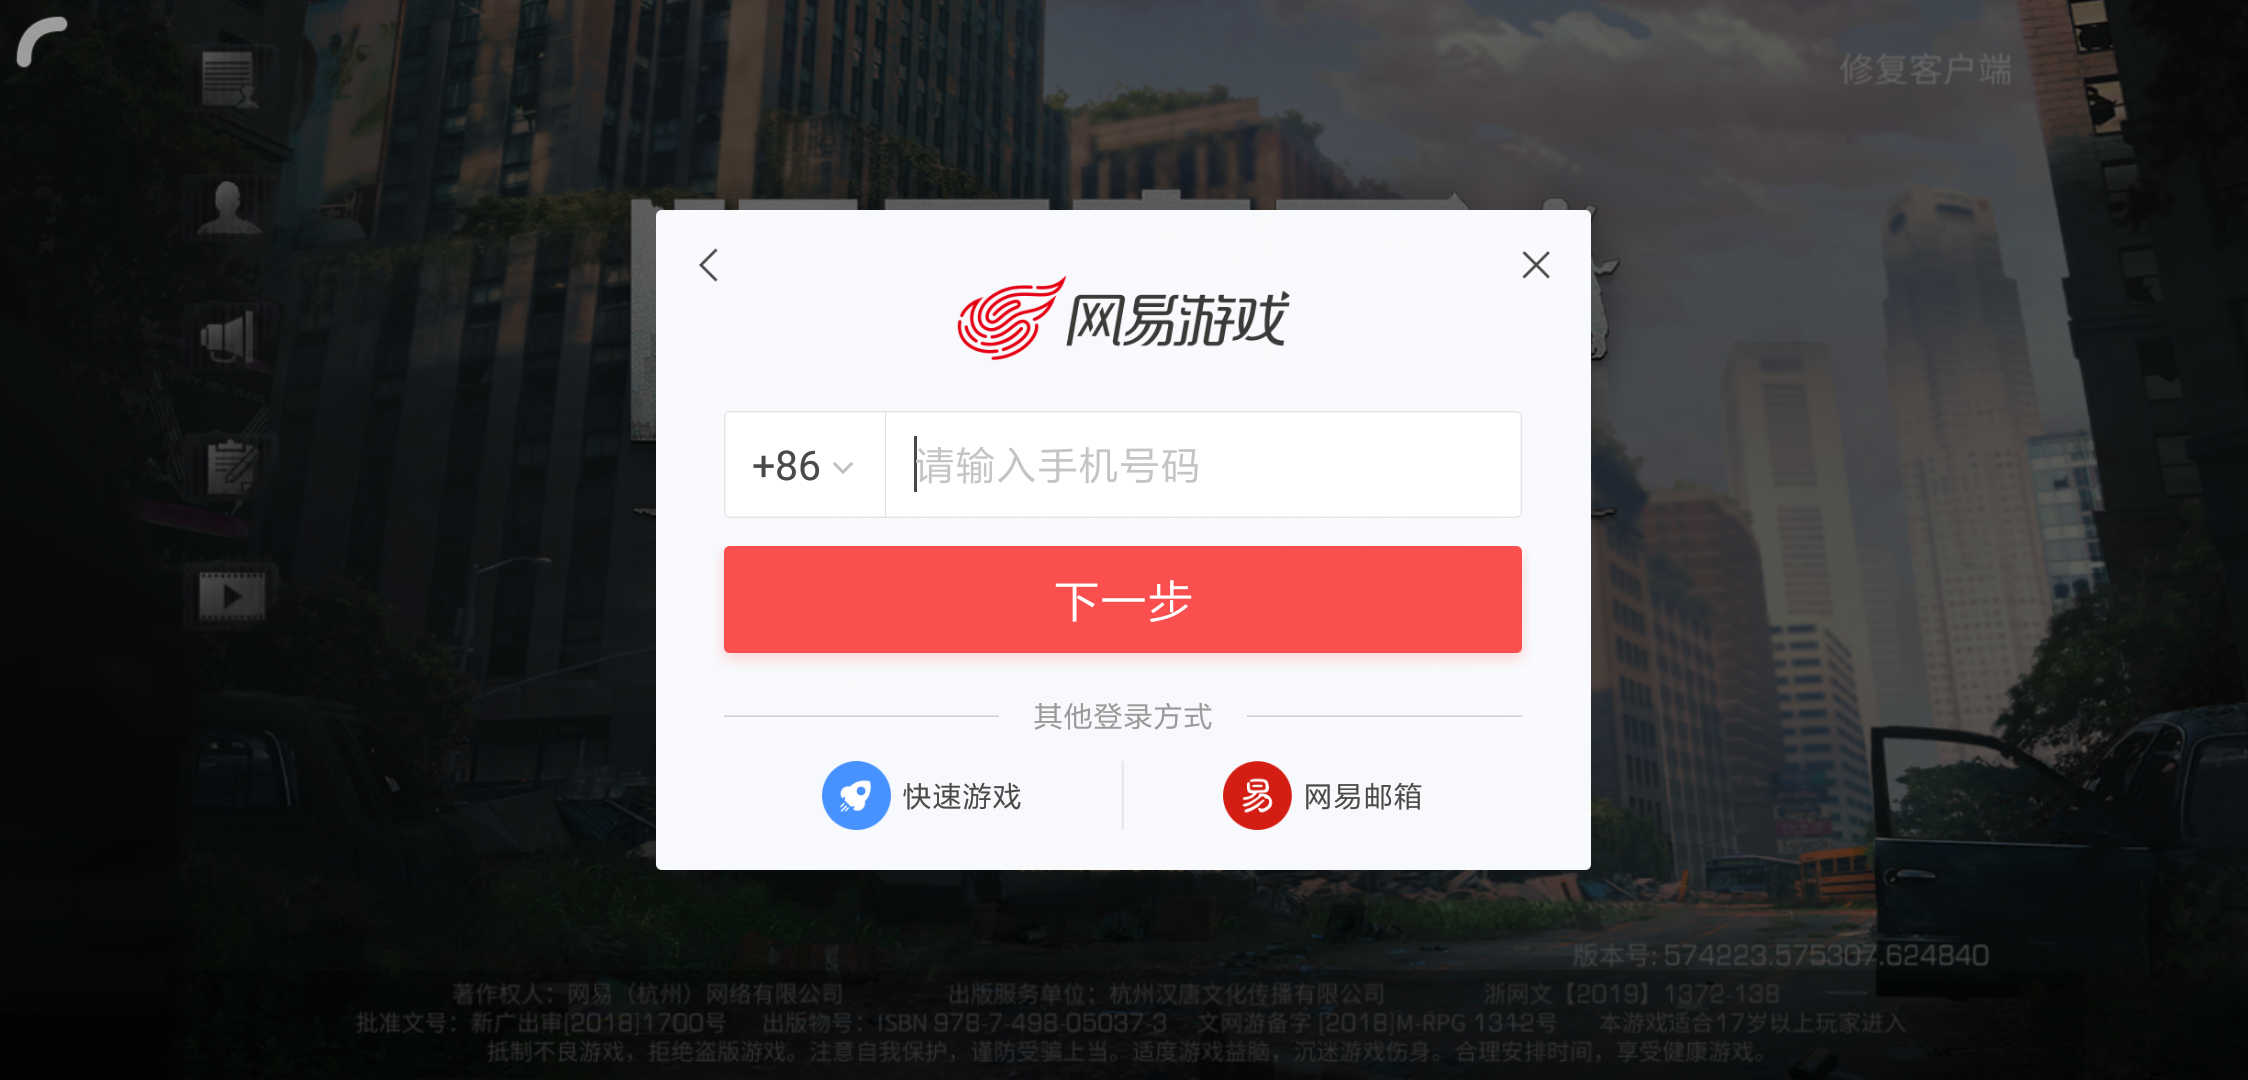 修复客户端
网易游戏
+86 请输入手机号码
下一步
其他登录方式
快速游戏 网易邮箱
版本号: 574223.575307.624840
著作权人：网易（杭州）网络有限公司 出版服务单位：杭州汉唐文化传播有限公司 浙网文【2019】1372-138
批准文号：新广出审[2018]1700号 出版物号：ISBN 978-7-498-05037-3 文网游备字 [2018]M-RPG 1312号 本游戏适合17岁以上玩家进入
抵制不良游戏，拒绝盗版游戏。注意自我保护，谨防受骗上当。适度游戏益脑，沉迷游戏伤身。合理安排时间，享受健康游戏。